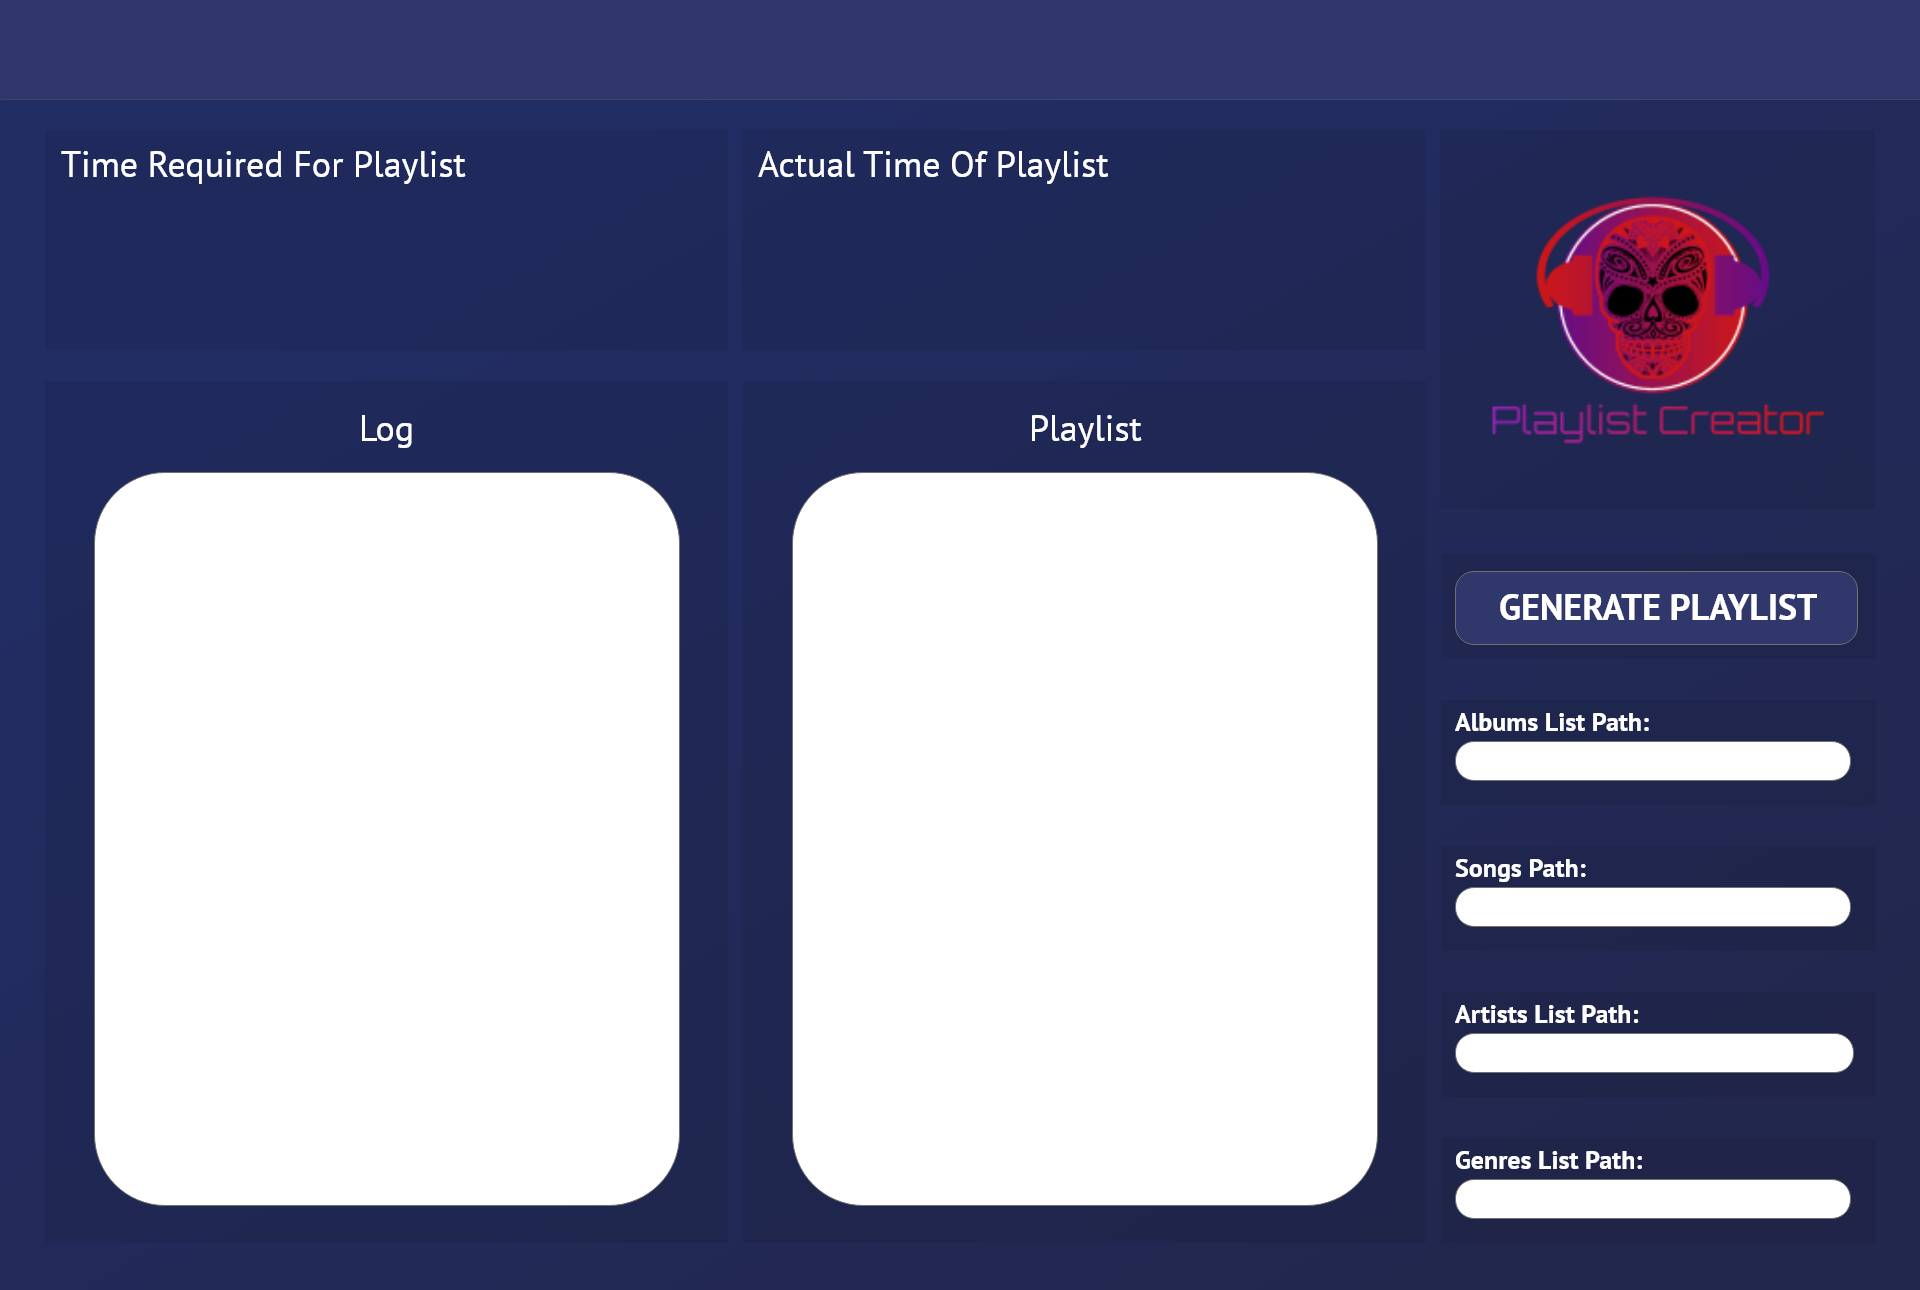 Time Required For Playlist
Actual Time Of Playlist
Playlist Creator
Log
Playlist
GENERATE PLAYLIST
Albums List Path:
Songs Path:
Artists List Path:
Genres List Path: